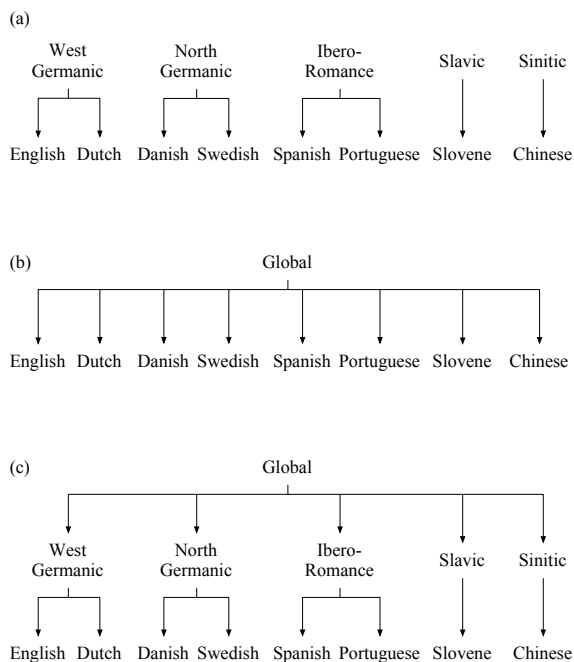 (a)
West Germanic
North Germanic
Ibero-
Romance
Slavic
Sinitic
English Dutch Danish Swedish Spanish Portuguese Slovene Chinese
(b)
Global
English Dutch Danish Swedish Spanish Portuguese Slovene Chinese
(c)
Global
West
Germanic
North
Germanic
Ibero-
Romance
Slavic
Sinitic
English Dutch Danish Swedish Spanish Portuguese Slovene Chinese